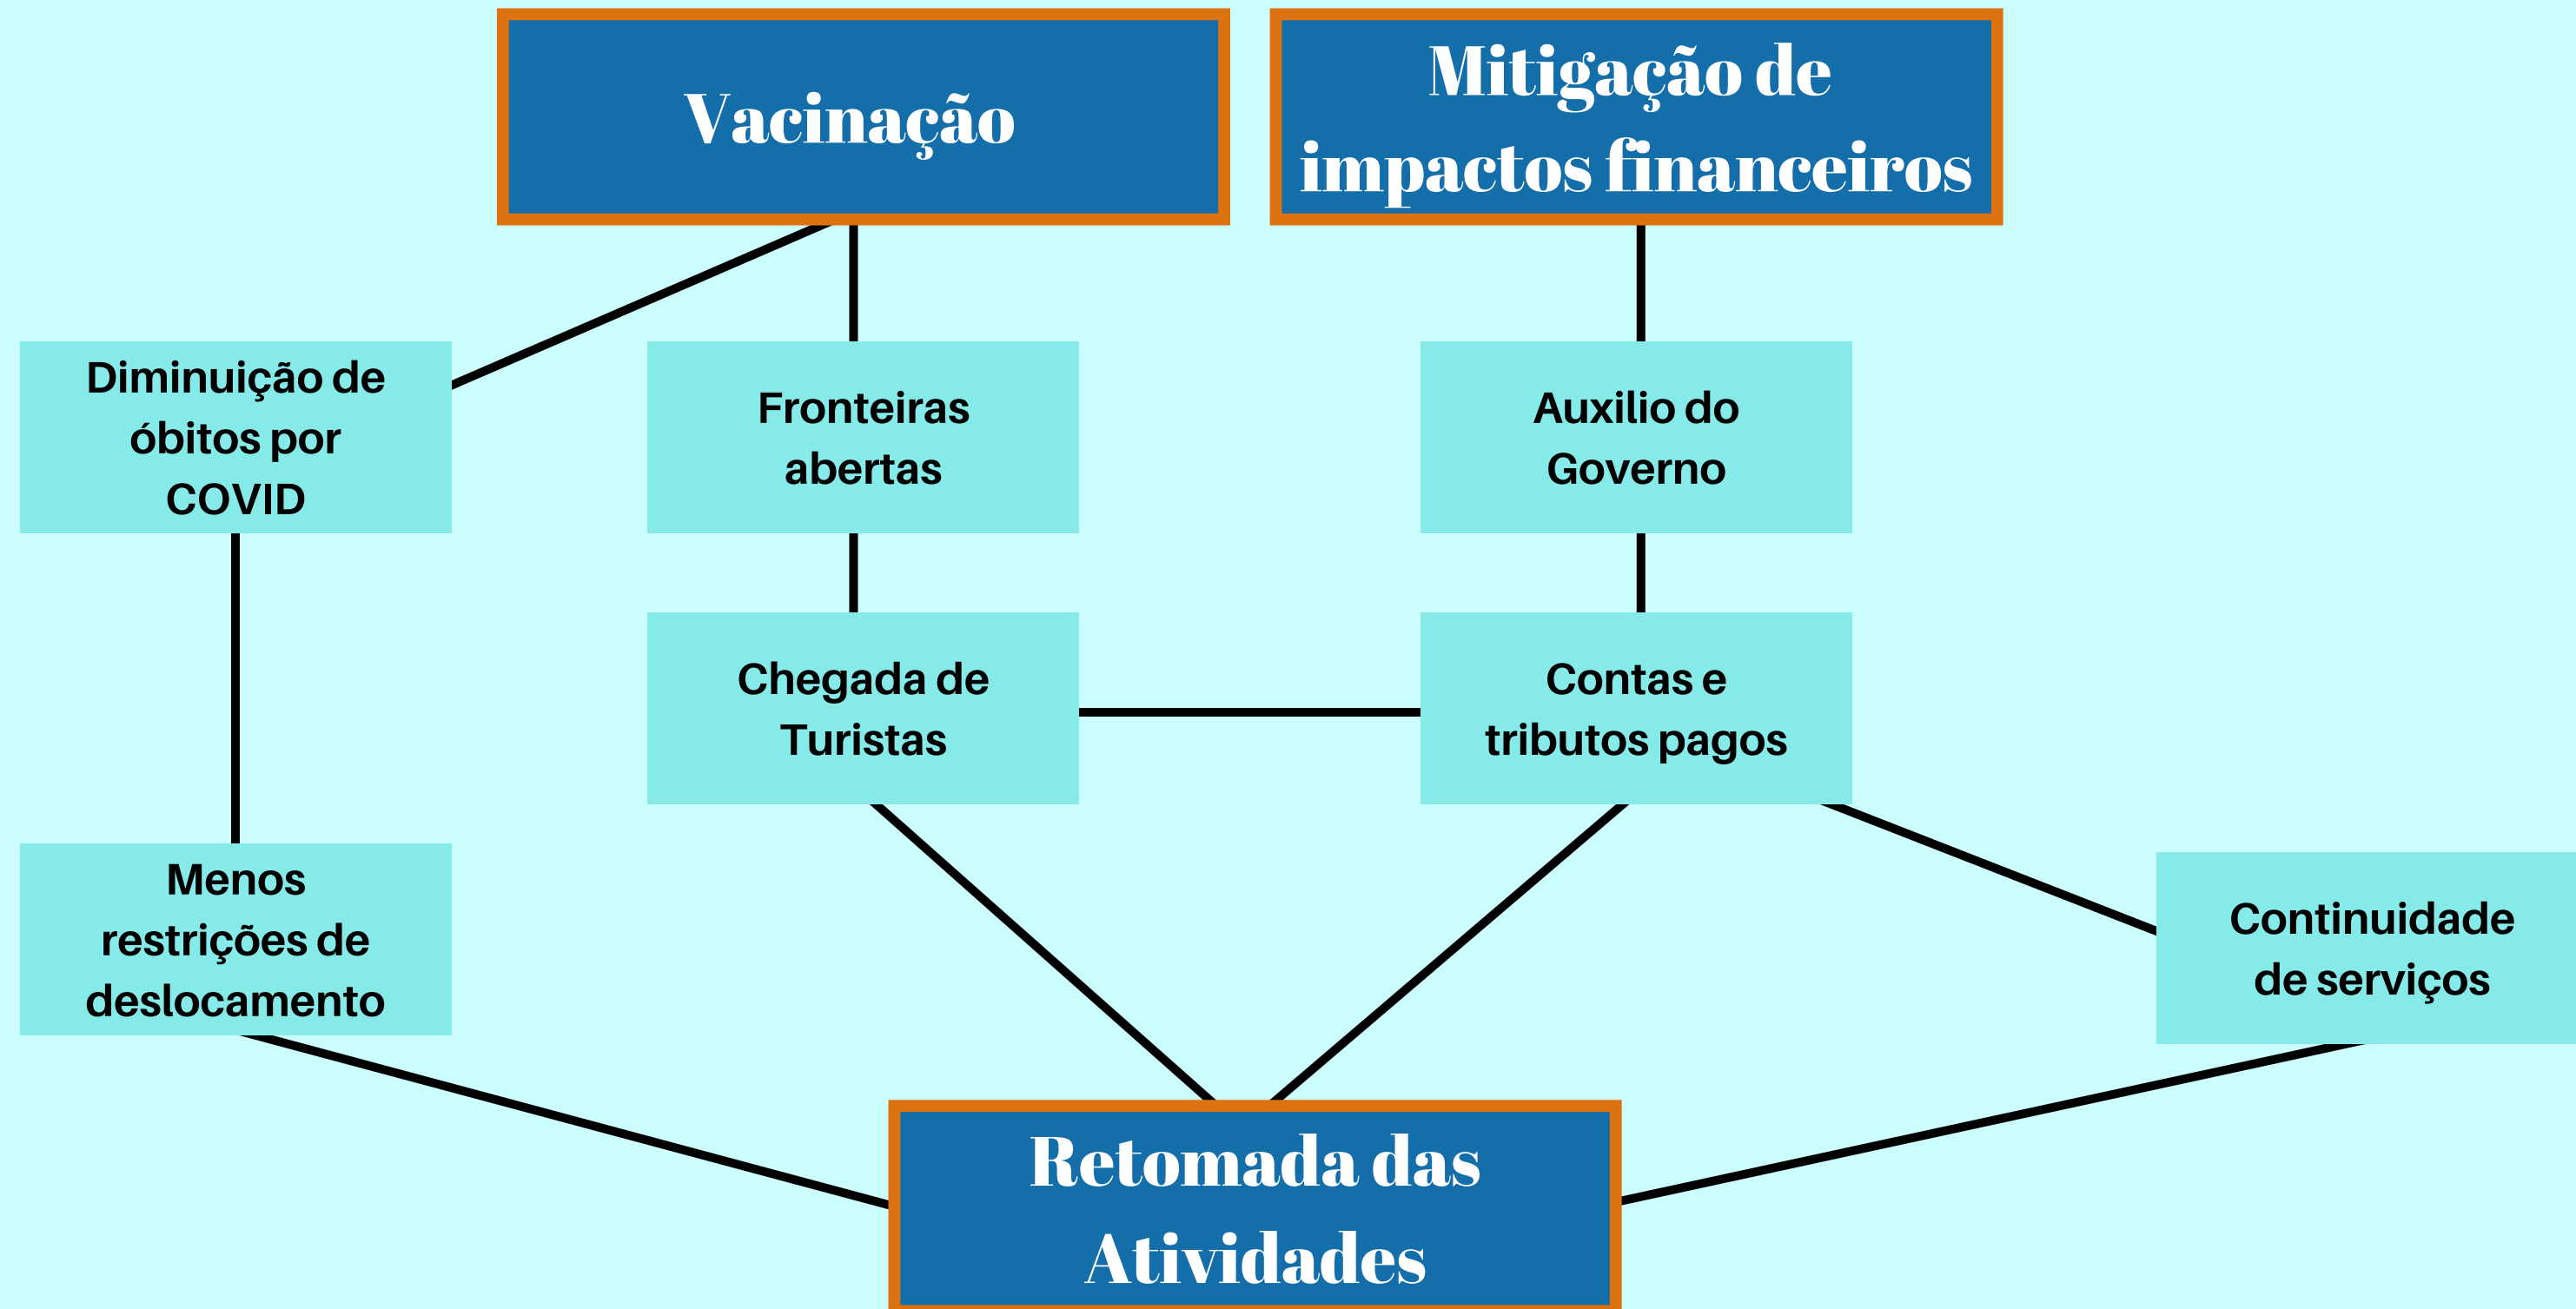 Vacinação
Mitigação de
impactos financeiros
Diminuição de
óbitos por
COVID
Fronteiras
abertas
Auxilio do
Governo
Chegada de
Turistas
Contas e
tributos pagos
Menos
restrições de
deslocamento
Continuidade
de serviços
Retomada das
Atividades